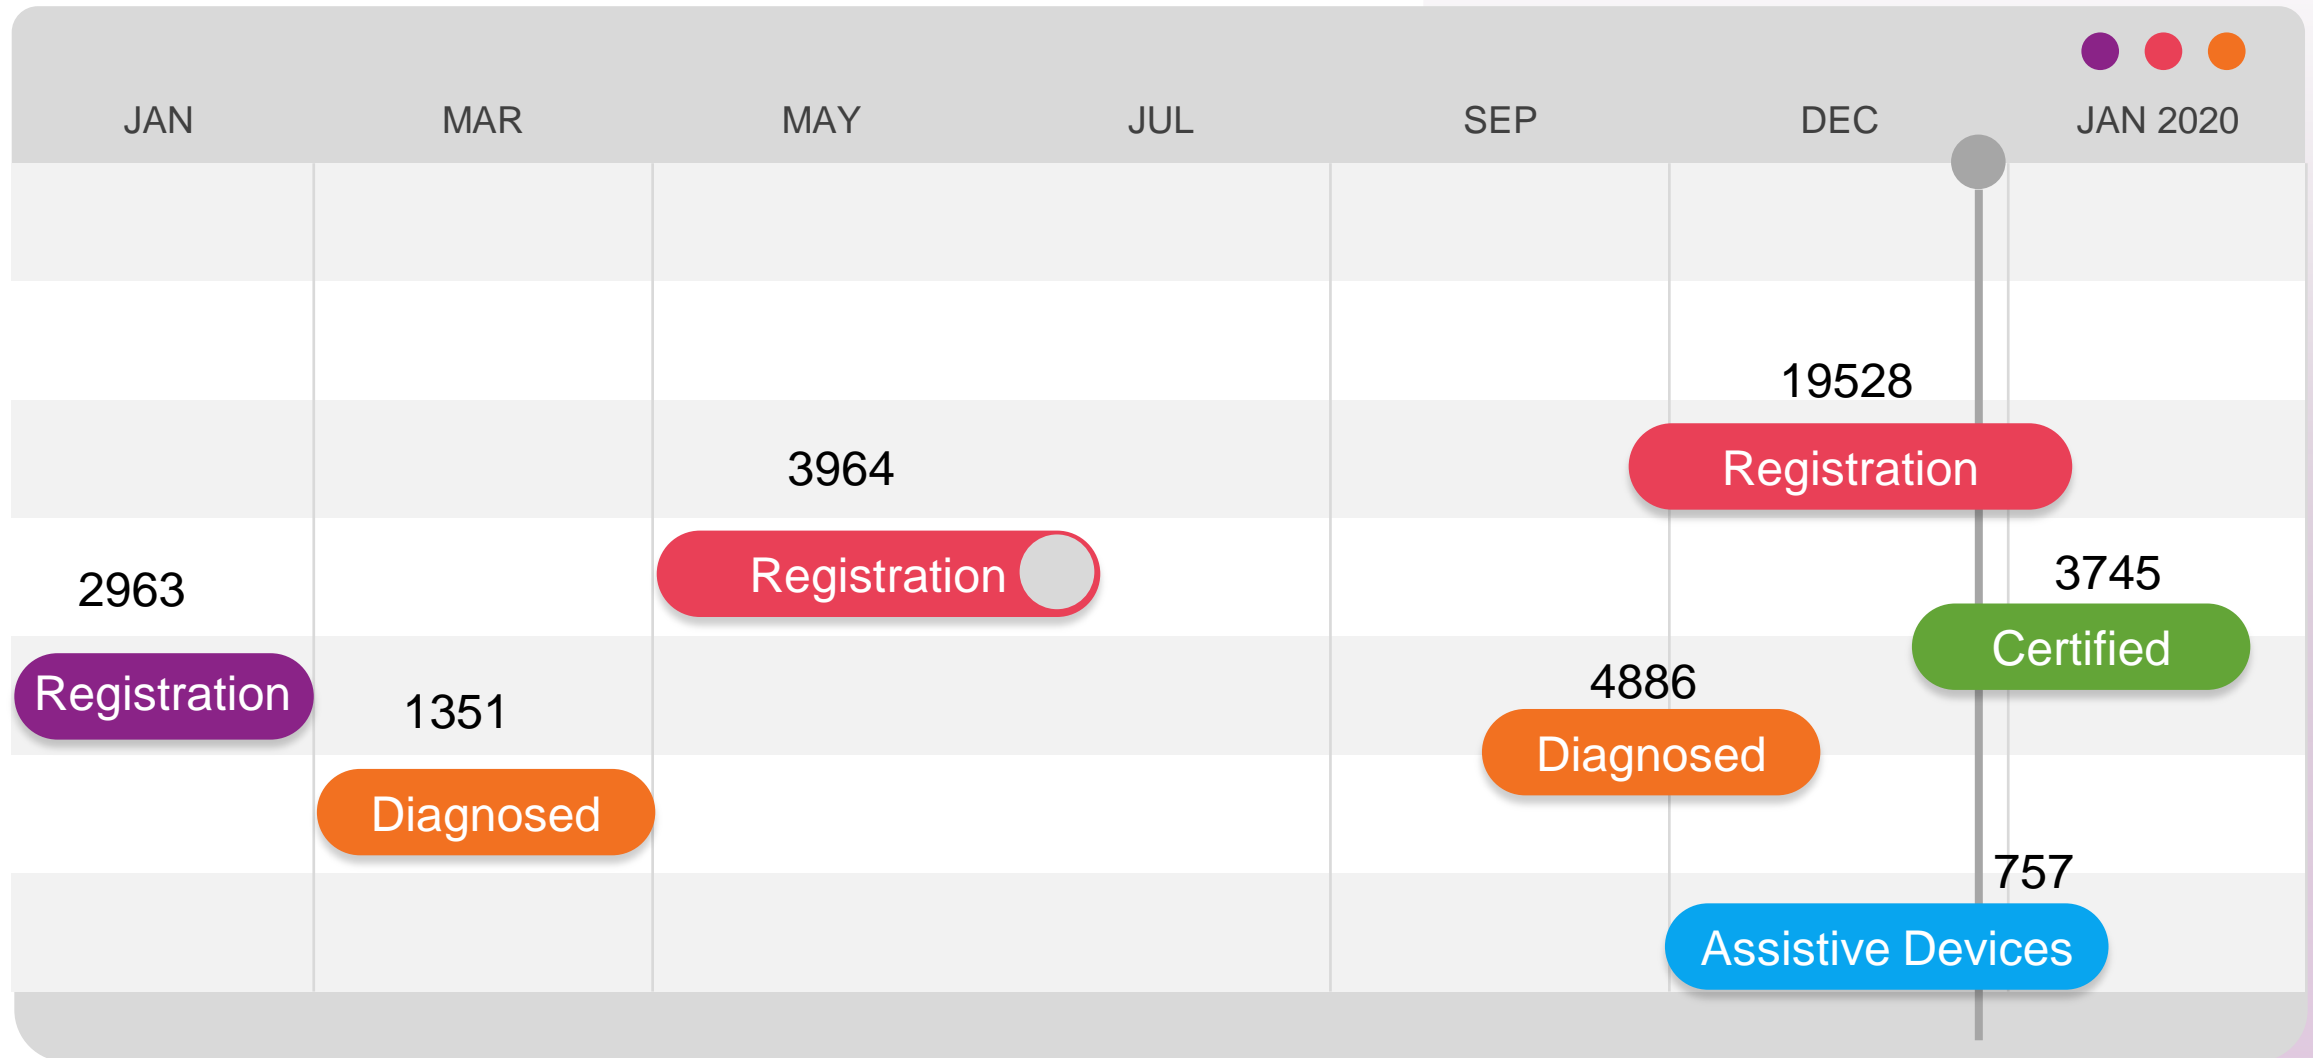 JAN MAR MAY JUL SEP DEC JAN 2020
19528
Registration
3964
Registration
3745
Certified
2963
Registration
4886
Diagnosed
1351
Diagnosed
757
Assistive Devices